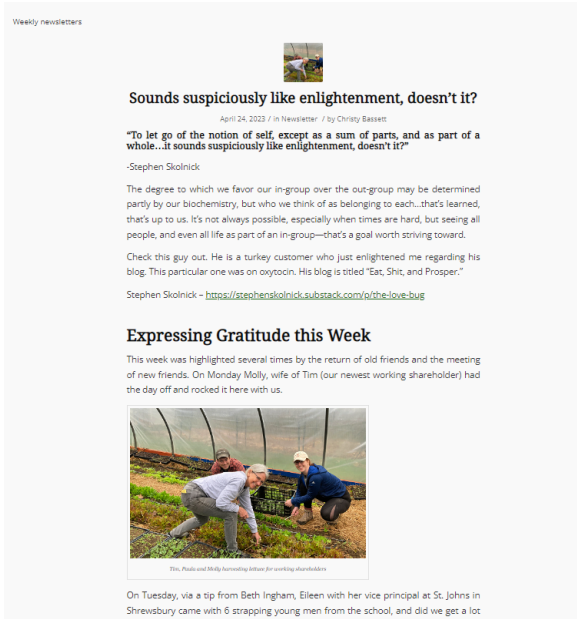 Weekly newsletters
Sounds suspiciously like enlightenment, doesn’t it?
April 24, 2023 / in Newsletter / by Christy Bassett
“To let go of the notion of self, except as a sum of parts, and as part of a
whole…it sounds suspiciously like enlightenment, doesn’t it?”
-Stephen Skolnick
The degree to which we favor our in-group over the out-group may be determined
partly by our biochemistry, but who we think of as belonging to each…that’s learned,
that’s up to us. It’s not always possible, especially when times are hard, but seeing all
people, and even all life as part of an in-group—that’s a goal worth striving toward.
Check this guy out. He is a turkey customer who just enlightened me regarding his
blog. This particular one was on oxytocin. His blog is titled “Eat, Shit, and Prosper.”
Stephen Skolnick – https://stephenskolnick.substack.com/p/the-love-bug
Expressing Gratitude this Week
This week was highlighted several times by the return of old friends and the meeting
of new friends. On Monday Molly, wife of Tim (our newest working shareholder) had
the day off and rocked it here with us.
Tim, Paula and Molly harvesting lettuce for working shareholders
On Tuesday, via a tip from Beth Ingham, Eileen with her vice principal at St. Johns in
Shrewsbury came with 6 strapping young men from the school, and did we get a lot